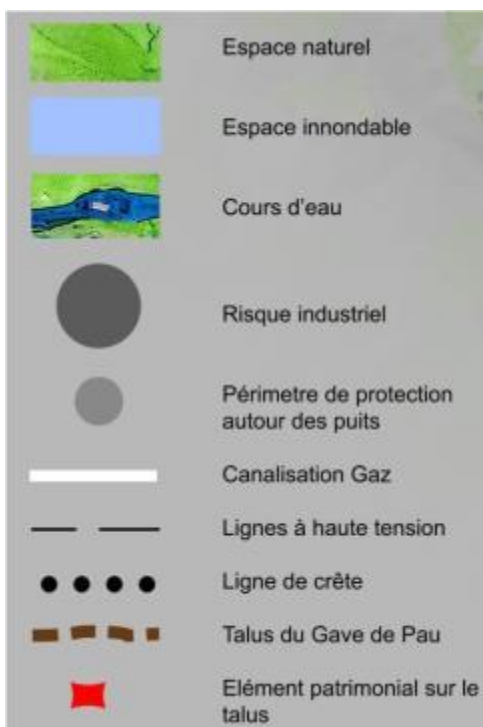 Espace naturel
Espace innondable
Cours d'eau
Risque industriel
Périmetre de protection
autour des puits
Canalisation Gaz
Lignes à haute tension
Ligne de crête
Talus du Gave de Pau
Elément patrimonial sur le
talus